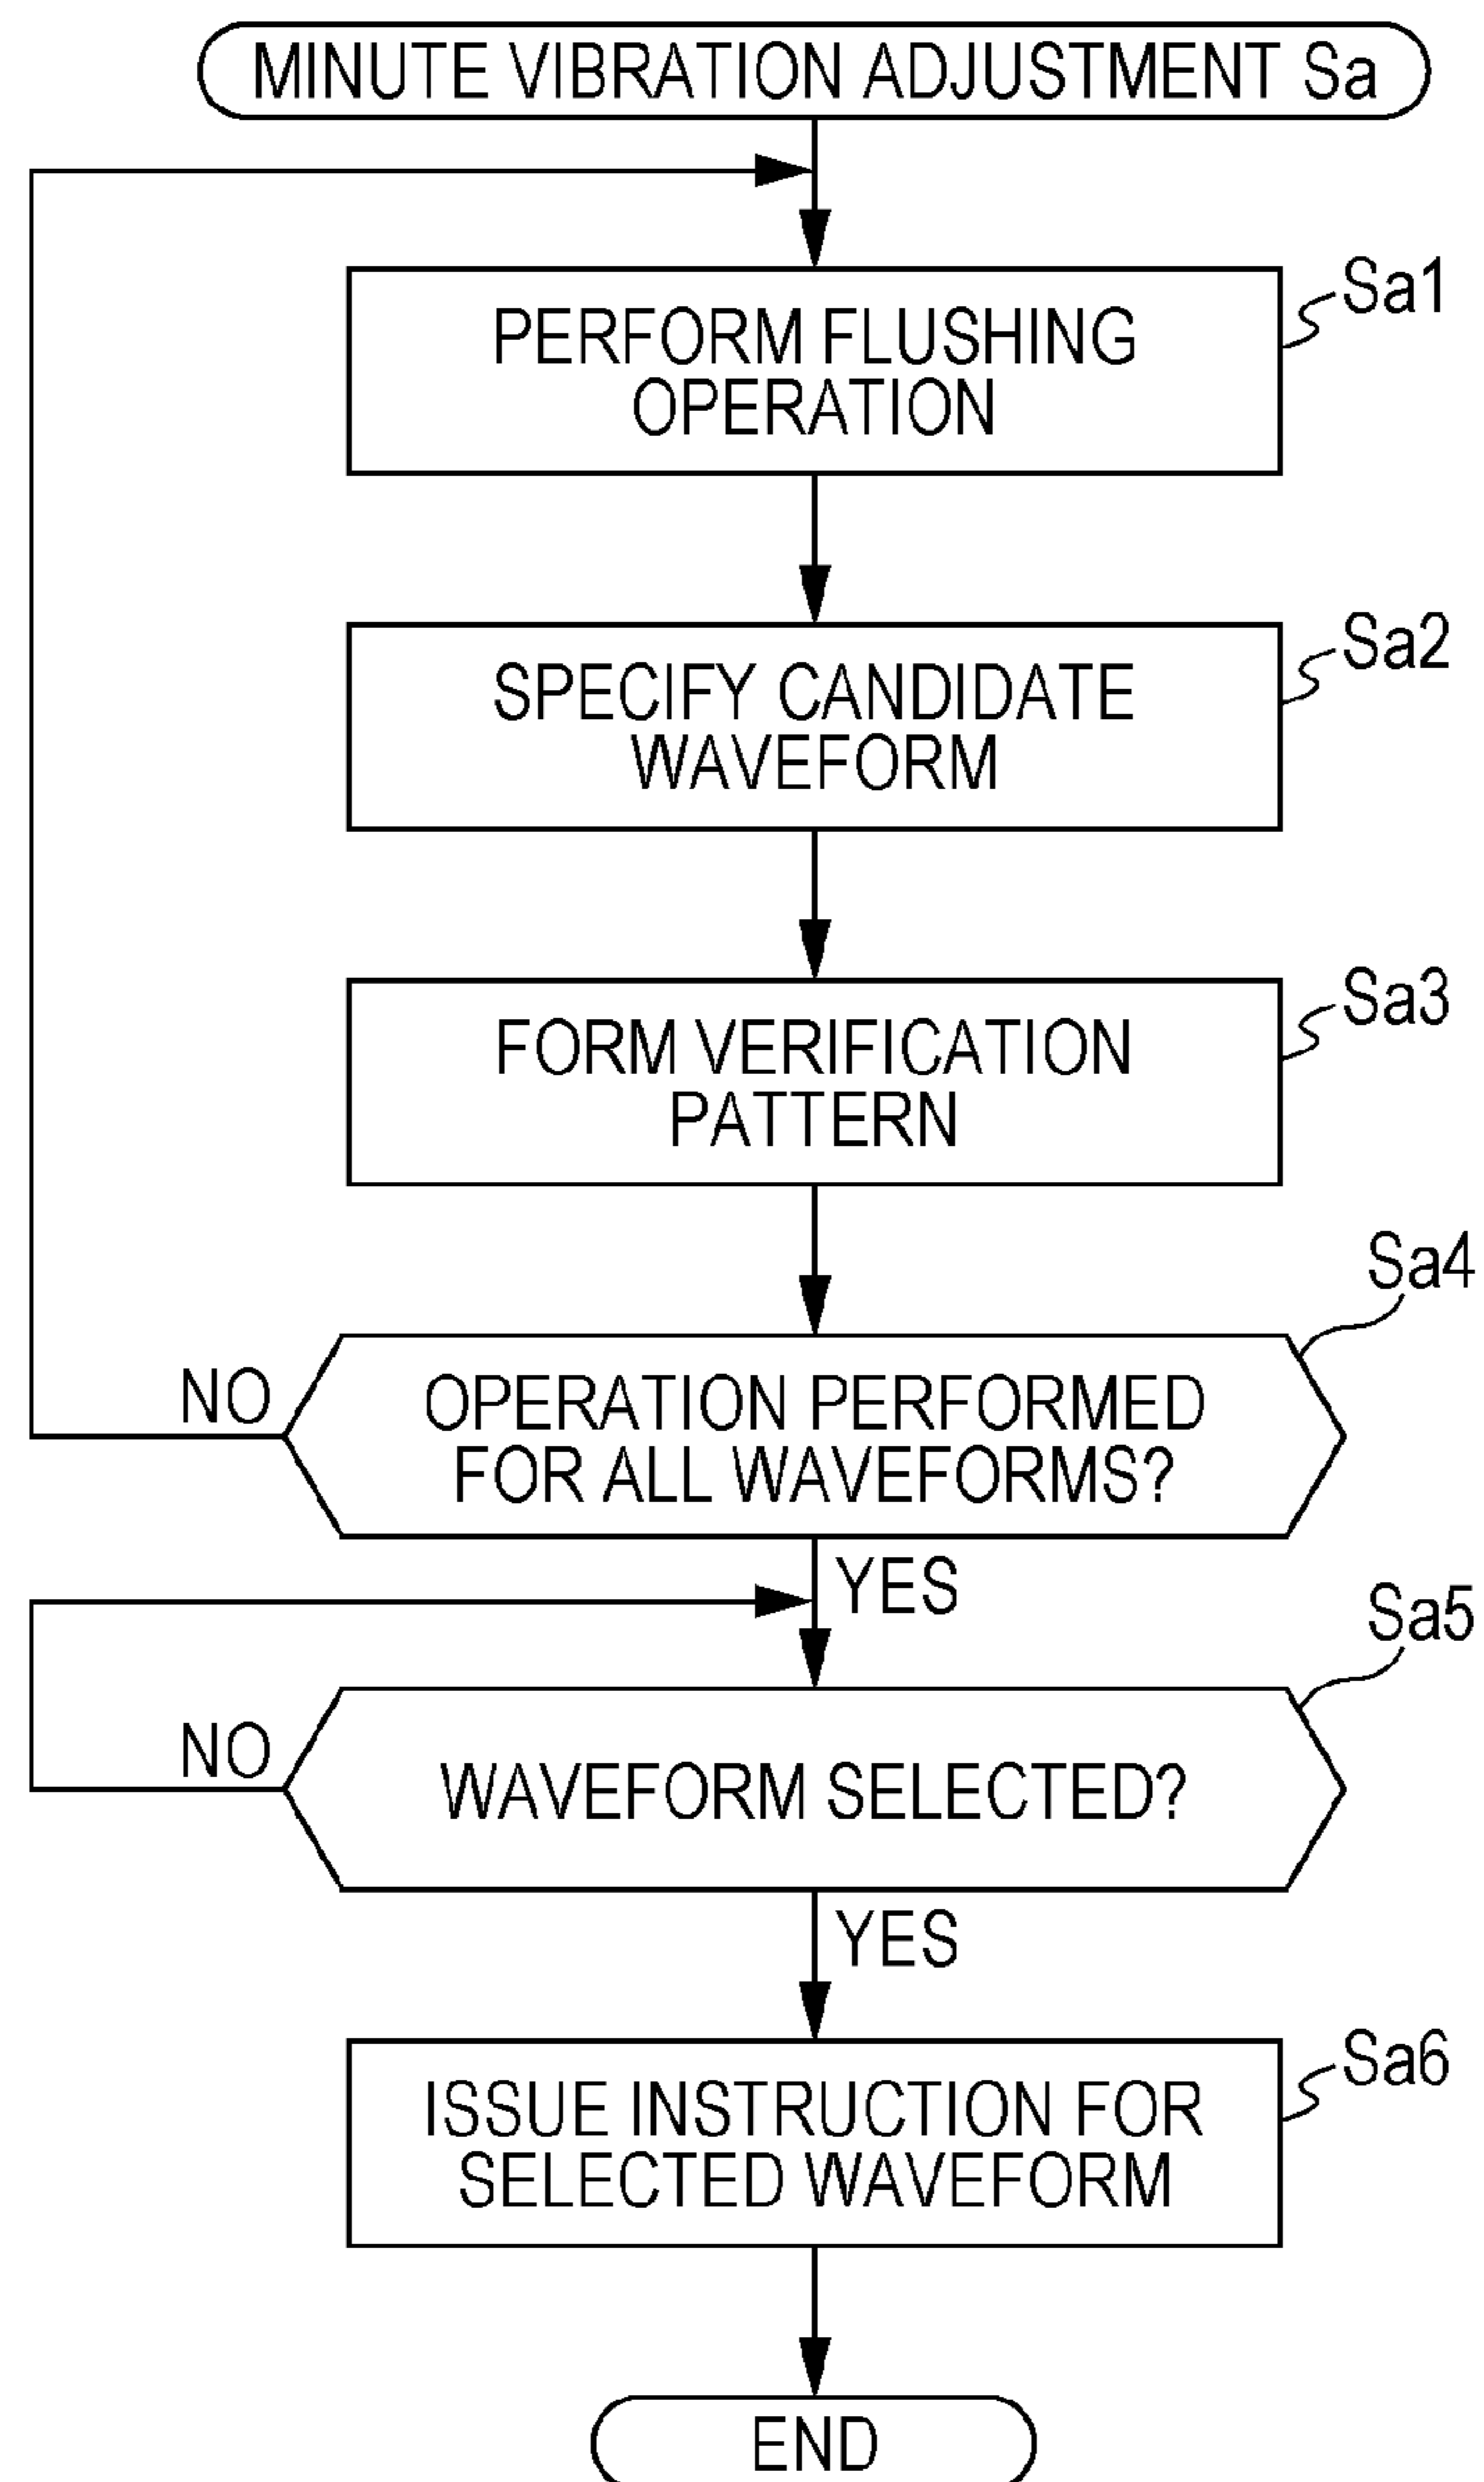 MINUTE VIBRATION ADJUSTMENT Sa
Sa1
PERFORM FLUSHING
OPERATION
Sa2
SPECIFY CANDIDATE
WAVEFORM
Sa3
FORM VERIFICATION
PATTERN
Sa4
NO
OPERATION PERFORMED
FOR ALL WAVEFORMS?
YES
Sa5
NO
WAVEFORM SELECTED?
YES
Sa6
ISSUE INSTRUCTION FOR
SELECTED WAVEFORM
END